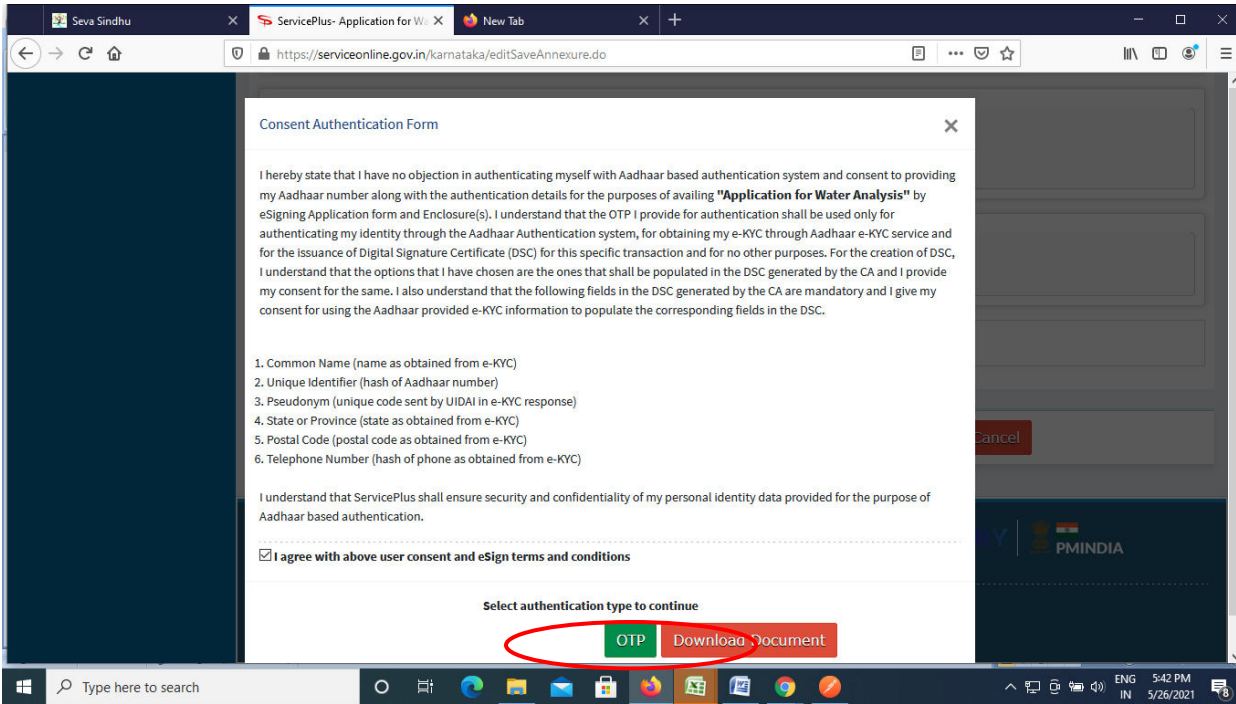 Seva Sindhu
ServicePlus- Application for Wa
New Tab
https://serviceonline.gov.in/karnataka/editSaveAnnexure.do
Consent Authentication Form
I hereby state that I have no objection in authenticating myself with Aadhaar based authentication system and consent to providing
my Aadhaar number along with the authentication details for the purposes of availing "Application for Water Analysis" by
eSigning Application form and Enclosure(s). I understand that the OTP I provide for authentication shall be used only for
authenticating my identity through the Aadhaar Authentication system, for obtaining my e-KYC through Aadhaar e-KYC service and
for the issuance of Digital Signature Certificate (DSC) for this specific transaction and for no other purposes. For the creation of DSC,
I understand that the options that I have chosen are the ones that shall be populated in the DSC generated by the CA and I provide
my consent for the same. I also understand that the following fields in the DSC generated by the CA are mandatory and I give my
consent for using the Aadhaar provided e-KYC information to populate the corresponding fields in the DSC.
1. Common Name (name as obtained from e-KYC)
2. Unique Identifier (hash of Aadhaar number)
3. Pseudonym (unique code sent by UIDAI in e-KYC response)
4. State or Province (state as obtained from e-KYC)
5. Postal Code (postal code as obtained from e-KYC)
6. Telephone Number (hash of phone as obtained from e-KYC)
Cancel
I understand that ServicePlus shall ensure security and confidentiality of my personal identity data provided for the purpose of
Aadhaar based authentication.
Y
PMINDIA
I agree with above user consent and eSign terms and conditions
Select authentication type to continue
OTP
Download Document
Type here to search
ENG
IN
5:42 PM
5/26/2021
8